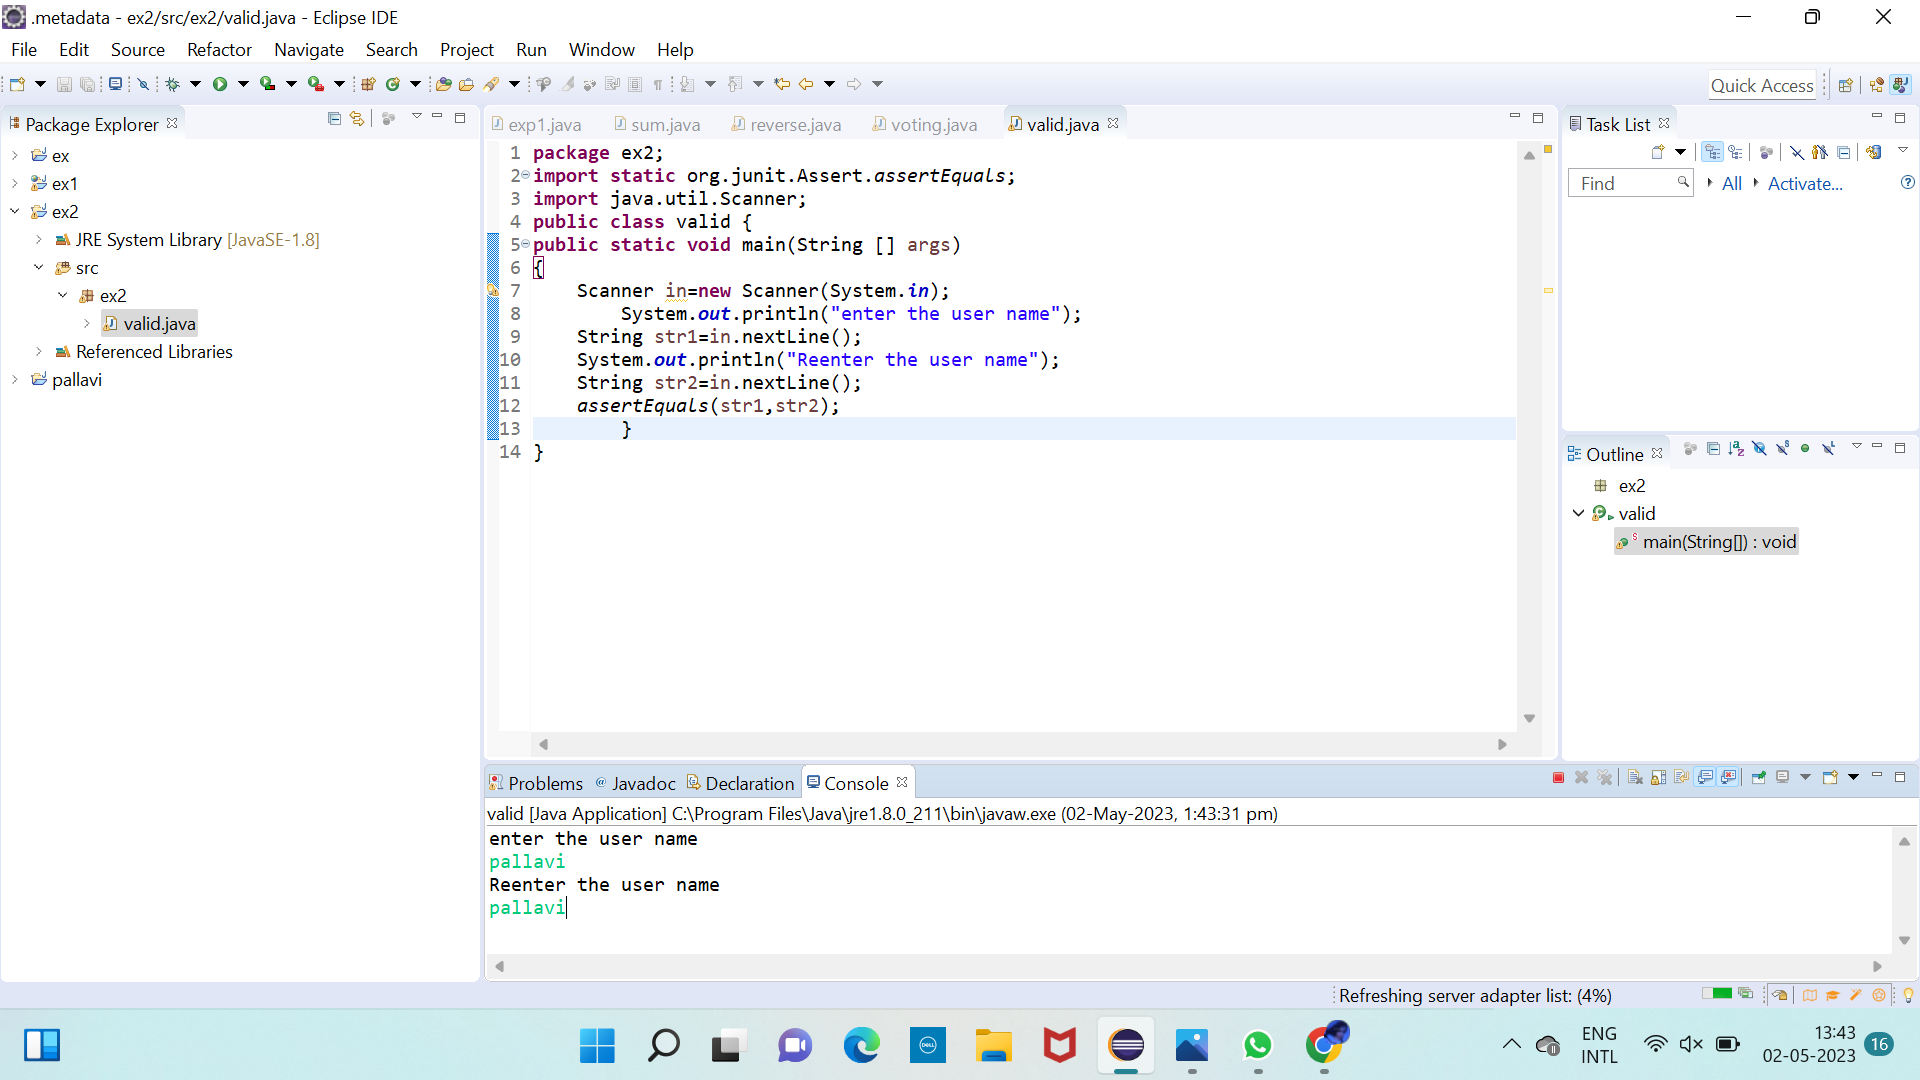 .metadata - ex2/src/ex2/valid.java - Eclipse IDE
File Edit Source Refactor Navigate Search Project Run Window Help
Quick Access
Package Explorer
ex
ex1
ex2
JRE System Library [JavaSE-1.8]
src
ex2
valid.java
Referenced Libraries
pallavi
exp1.java sum.java reverse.java voting.java valid.java
1 package ex2;
2 import static org.junit.Assert.assertEquals;
3 import java.util.Scanner;
4 public class valid {
5 public static void main(String [] args)
6 {
7 Scanner in=new Scanner(System.in);
8 System.out.println("enter the user name");
9 String str1=in.nextLine();
10 System.out.println("Reenter the user name");
11 String str2=in.nextLine();
12 assertEquals(str1,str2);
13 }
14 }
Task List
Find All Activate...
Outline
ex2
valid
main(String[]) : void
Problems @ Javadoc Declaration Console
valid [Java Application] C:\Program Files\Java\jre1.8.0_211\bin\javaw.exe (02-May-2023, 1:43:31 pm)
enter the user name
pallavi
Reenter the user name
pallavi
Refreshing server adapter list: (4%)
DELL
ENG
INTL
13:43
02-05-2023
16